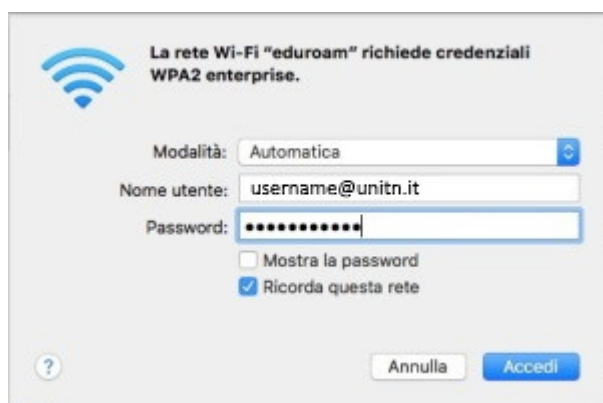 La rete Wi-Fi “eduroam” richiede credenziali
WPA2 enterprise.
Modalità: Automatica
Nome utente: username@unitn.it
Password: •••••••••••
Mostra la password
Ricorda questa rete
? Annulla Accedi